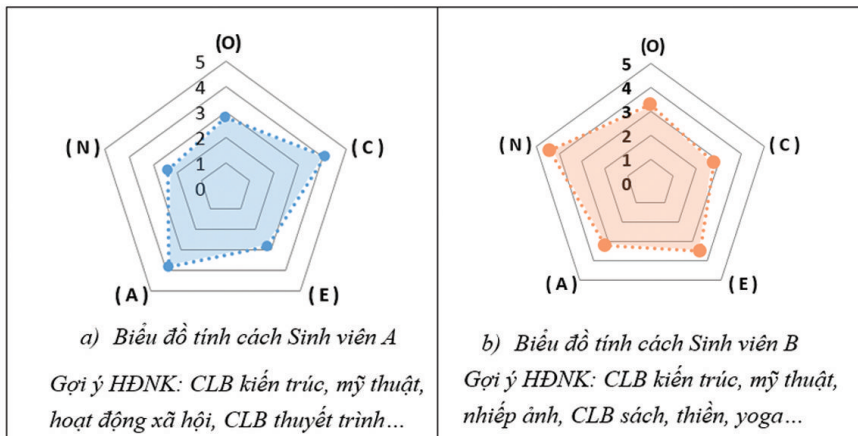 (O)
5
4
3
2
1
0
(N)
(C)
(A)
(E)
a) Biểu đồ tính cách Sinh viên A
Gợi ý HĐNK: CLB kiến trúc, mỹ thuật,
hoạt động xã hội, CLB thuyết trình...
(O)
5
4
3
2
1
0
(N)
(C)
(A)
(E)
b) Biểu đồ tính cách Sinh viên B
Gợi ý HĐNK: CLB kiến trúc, mỹ thuật,
nhiếp ảnh, CLB sách, thiền, yoga...